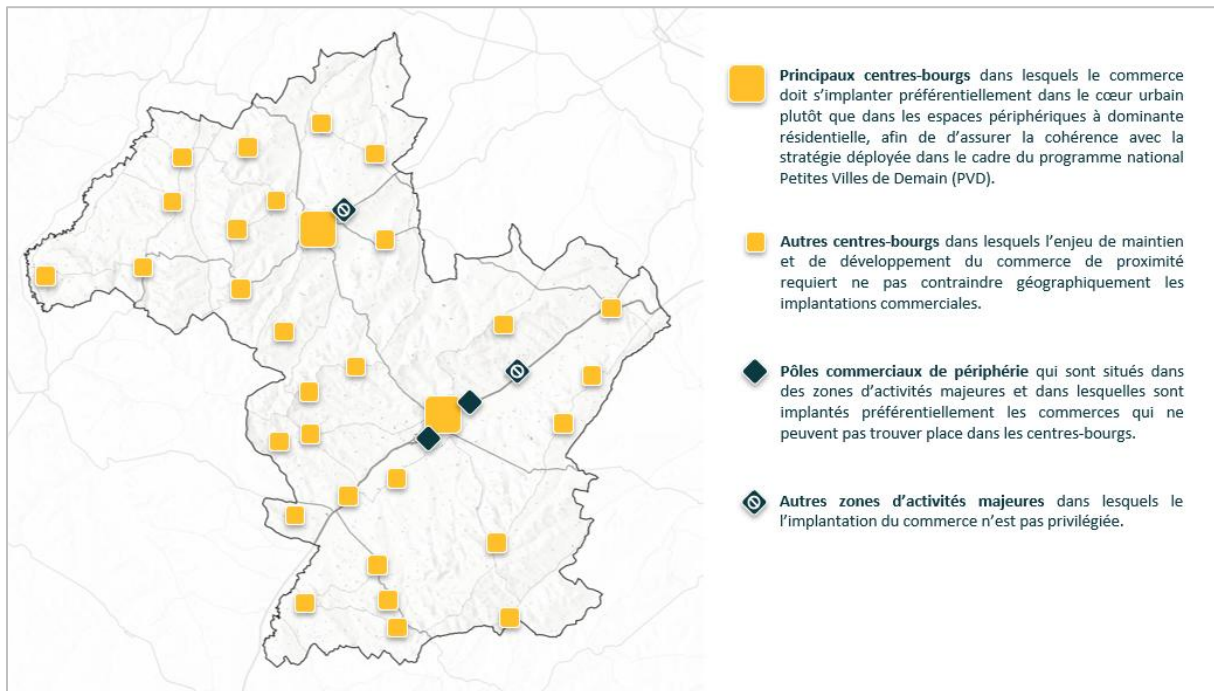 Principaux centres-bourgs dans lesquels le commerce
doit s’implanter préférentiellement dans le cœur urbain
plutôt que dans les espaces périphériques à dominante
résidentielle, afin de d’assurer la cohérence avec la
stratégie déployée dans le cadre du programme national
Petites Villes de Demain (PVD).
Autres centres-bourgs dans lesquels l’enjeu de maintien
et de développement du commerce de proximité
requiert ne pas contraindre géographiquement les
implantations commerciales.
Pôles commerciaux de périphérie qui sont situés dans
des zones d’activités majeures et dans lesquelles sont
implantés préférentiellement les commerces qui ne
peuvent pas trouver place dans les centres-bourgs.
Autres zones d’activités majeures dans lesquels le
l’implantation du commerce n’est pas privilégiée.